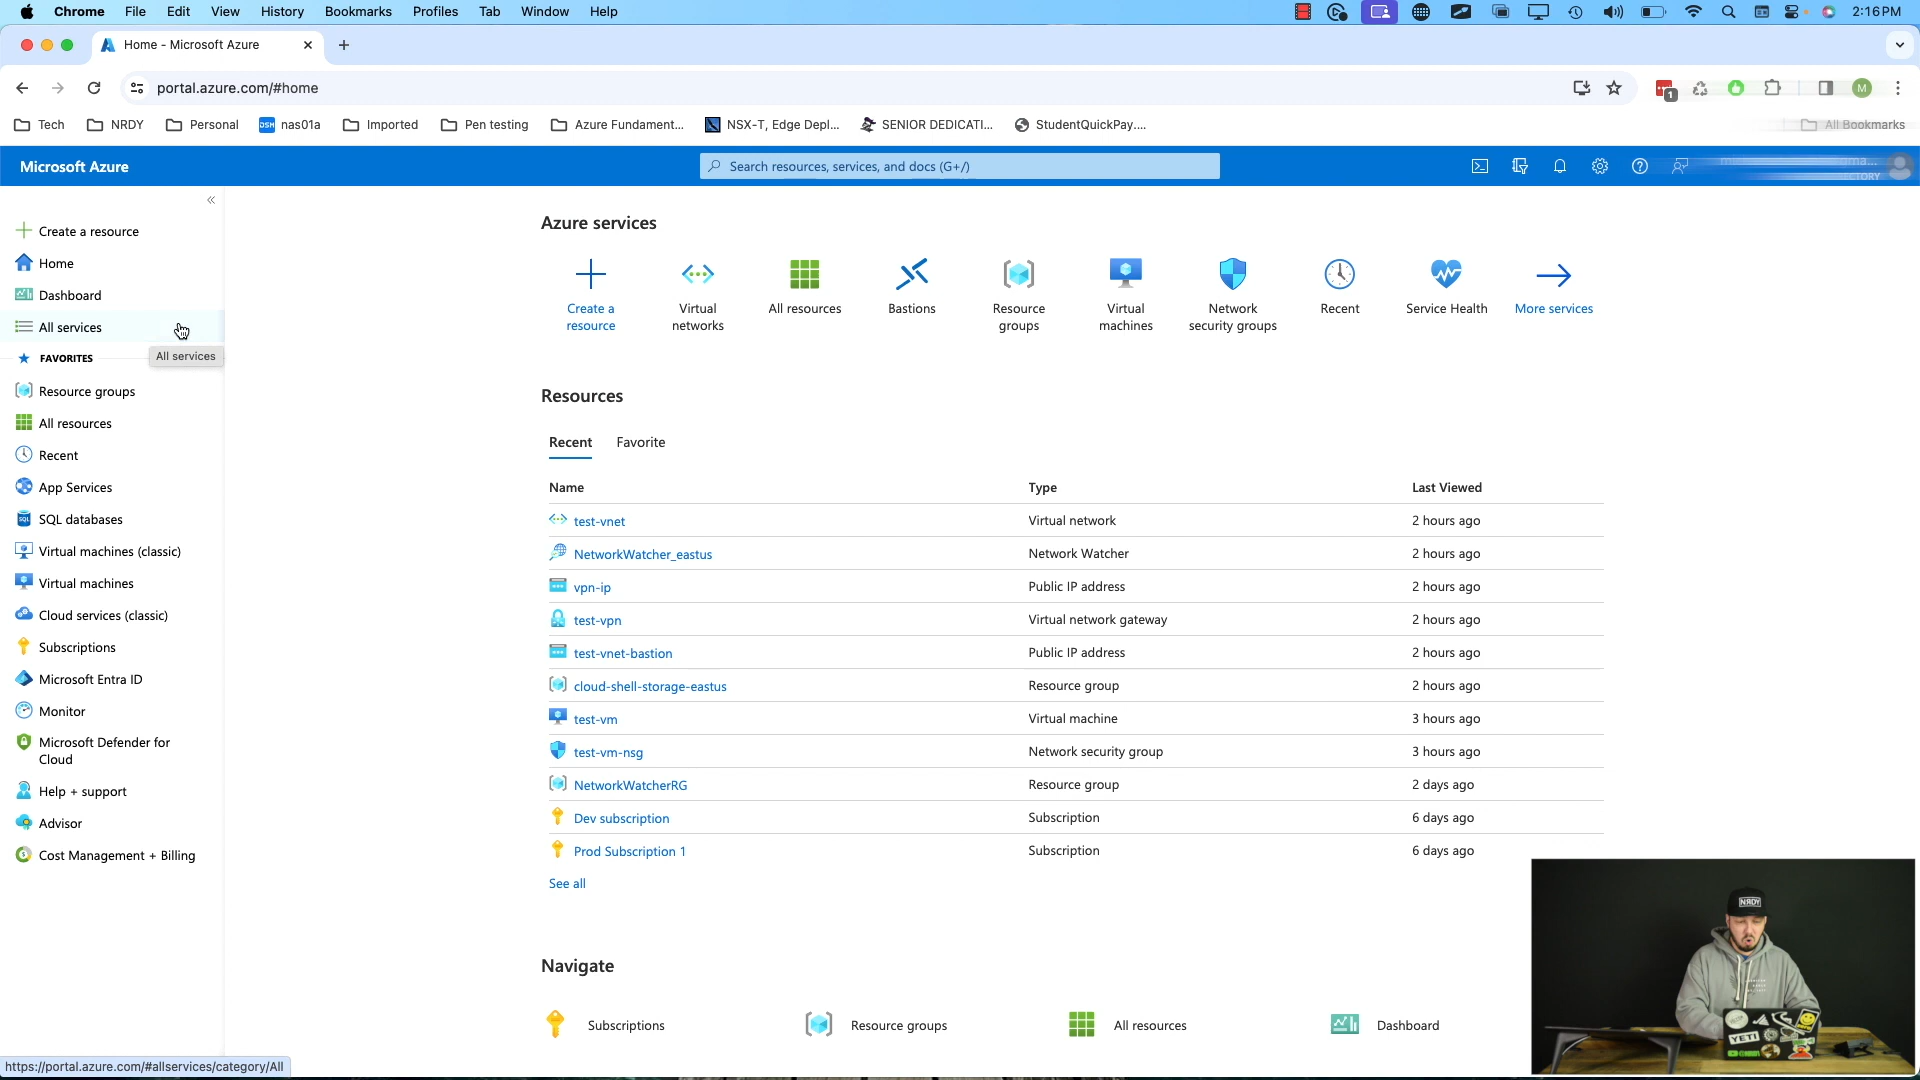 Chrome File Edit View History Bookmarks Profiles Tab Window Help 2:16 PM
Home - Microsoft Azure
portal.azure.com/#home 1 M
Tech NRDY Personal DSM nas01a Imported Pen testing Azure Fundament... NSX-T, Edge Depl... SENIOR DEDICATI... StudentQuickPay.... All Bookmarks
Microsoft Azure Search resources, services, and docs (G+/)
Create a resource
Home
Dashboard
All services
All services
FAVORITES
Resource groups
All resources
Recent
App Services
SQL databases
Virtual machines (classic)
Virtual machines
Cloud services (classic)
Subscriptions
Microsoft Entra ID
Monitor
Microsoft Defender for
Cloud
Help + support
Advisor
Cost Management + Billing
Azure services
Create a
resource
Virtual
networks
All resources
Bastions
Resource
groups
Virtual
machines
Network
security groups
Recent
Service Health
More services
Resources
Recent Favorite
Name Type Last Viewed
test-vnet Virtual network 2 hours ago
NetworkWatcher_eastus Network Watcher 2 hours ago
vpn-ip Public IP address 2 hours ago
test-vpn Virtual network gateway 2 hours ago
test-vnet-bastion Public IP address 2 hours ago
cloud-shell-storage-eastus Resource group 2 hours ago
test-vm Virtual machine 3 hours ago
test-vm-nsg Network security group 3 hours ago
NetworkWatcherRG Resource group 2 days ago
Dev subscription Subscription 6 days ago
Prod Subscription 1 Subscription 6 days ago
See all
Navigate
Subscriptions Resource groups All resources Dashboard
https://portal.azure.com/#allservices/category/All
NRDY
YETI